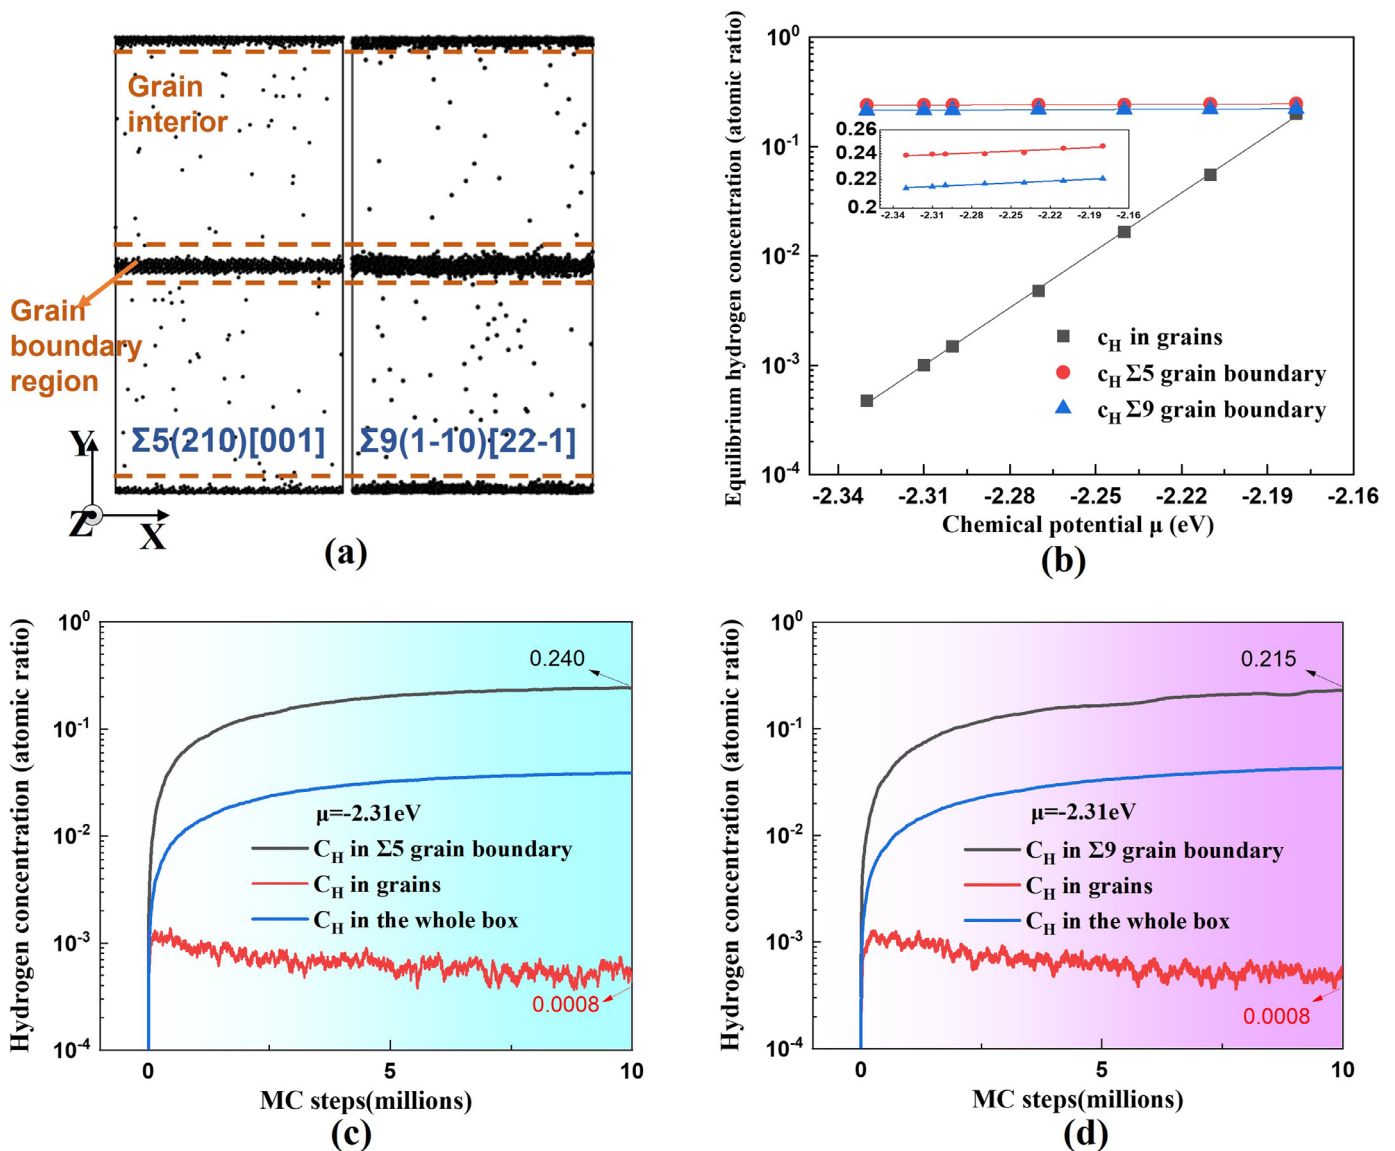 Grain
interior
Grain
boundary
region
Σ5(210)[001]
Σ9(1-10)[22-1]
Y
Z
X
(a)
Equilibrium hydrogen concentration (atomic ratio)
10⁰
10⁻¹
10⁻²
10⁻³
10⁻⁴
0.26
0.24
0.22
0.2
-2.34 -2.31 -2.28 -2.25 -2.22 -2.19 -2.16
c_H in grains
c_H Σ5 grain boundary
c_H Σ9 grain boundary
-2.34 -2.31 -2.28 -2.25 -2.22 -2.19 -2.16
Chemical potential μ (eV)
(b)
Hydrogen concentration (atomic ratio)
10⁰
10⁻¹
10⁻²
10⁻³
10⁻⁴
0.240
μ=-2.31eV
C_H in Σ5 grain boundary
C_H in grains
C_H in the whole box
0.0008
0 5 10
MC steps(millions)
(c)
Hydrogen concentration (atomic ratio)
10⁰
10⁻¹
10⁻²
10⁻³
10⁻⁴
0.215
μ=-2.31eV
C_H in Σ9 grain boundary
C_H in grains
C_H in the whole box
0.0008
0 5 10
MC steps(millions)
(d)